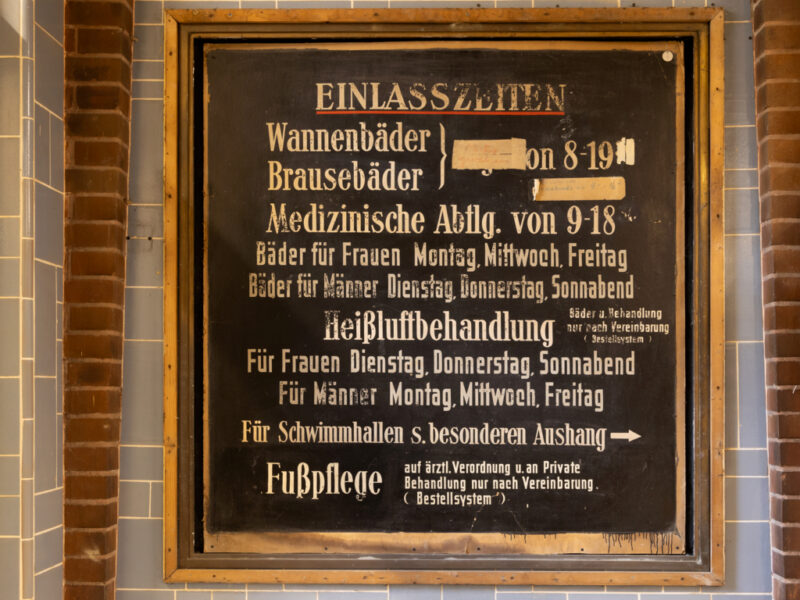 EINLASSZEITEN
Wannenbäder
Brausebäder
von 8-19
Medizinische Abtlg. von 9-18
Bäder für Frauen Montag, Mittwoch, Freitag
Bäder für Männer Dienstag, Donnerstag, Sonnabend
Heißluftbehandlung
Bäder u. Behandlung
nur nach Vereinbarung
( Bestellsystem )
Für Frauen Dienstag, Donnerstag, Sonnabend
Für Männer Montag, Mittwoch, Freitag
Für Schwimmhallen s. besonderen Aushang →
Fußpflege
auf ärztl. Verordnung u. an Private
Behandlung nur nach Vereinbarung.
( Bestellsystem )